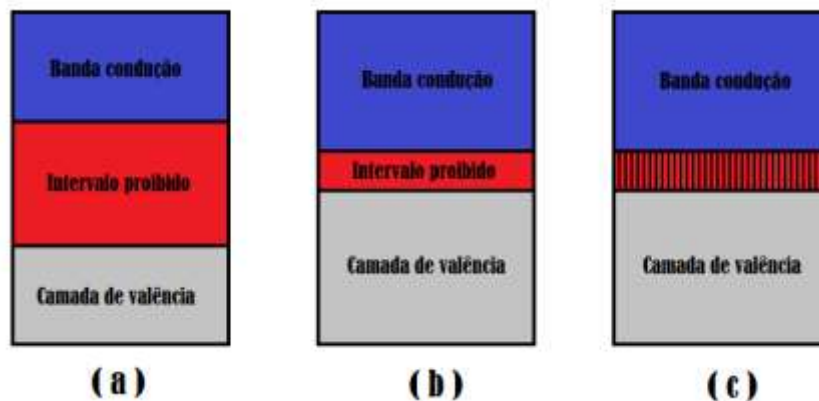 Banda condução
Intervalo proibido
Camada de valência
( a )
Banda condução
Intervalo proibido
Camada de valência
( b )
Banda condução
Camada de valência
( c )